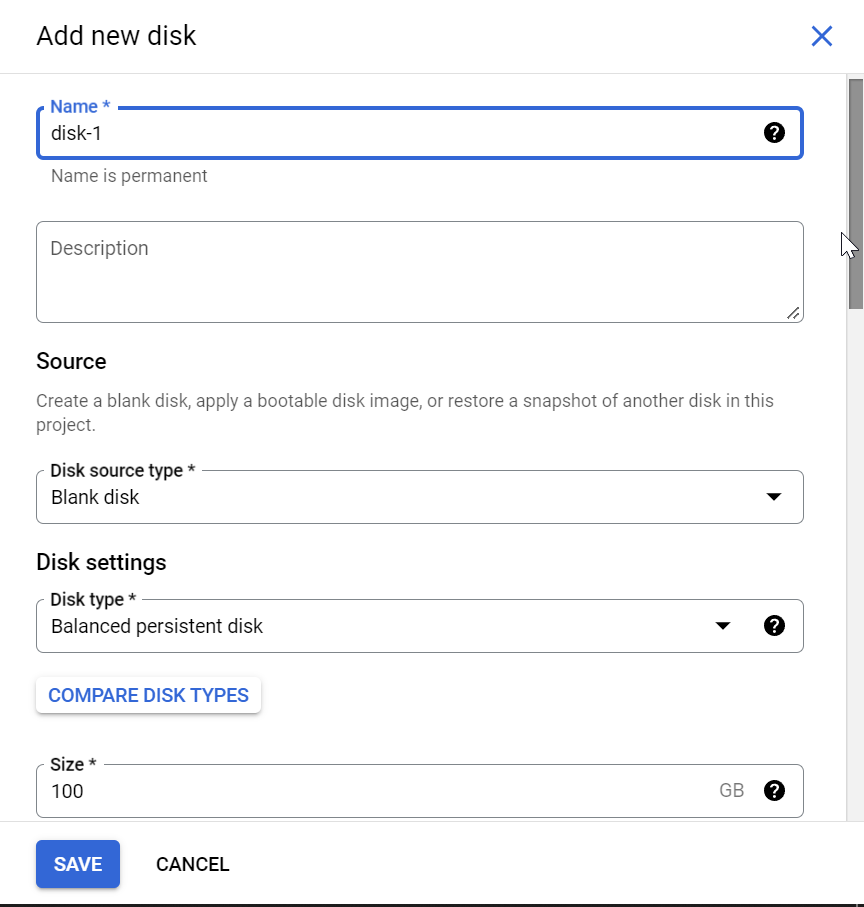 Add new disk
Name *
disk-1
Name is permanent
Description
Source
Create a blank disk, apply a bootable disk image, or restore a snapshot of another disk in this
project.
Disk source type *
Blank disk
Disk settings
Disk type *
Balanced persistent disk
COMPARE DISK TYPES
Size *
100 GB
SAVE CANCEL